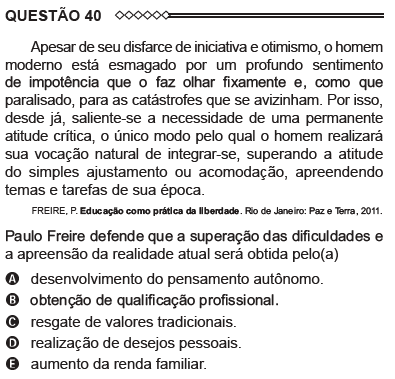 QUESTÃO 40
Apesar de seu disfarce de iniciativa e otimismo, o homem
moderno está esmagado por um profundo sentimento
de impotência que o faz olhar fixamente e, como que
paralisado, para as catástrofes que se avizinham. Por isso,
desde já, saliente-se a necessidade de uma permanente
atitude crítica, o único modo pelo qual o homem realizará
sua vocação natural de integrar-se, superando a atitude
do simples ajustamento ou acomodação, apreendendo
temas e tarefas de sua época.
FREIRE, P. Educação como prática da liberdade. Rio de Janeiro: Paz e Terra, 2011.
Paulo Freire defende que a superação das dificuldades e
a apreensão da realidade atual será obtida pelo(a)
A desenvolvimento do pensamento autônomo.
B obtenção de qualificação profissional.
C resgate de valores tradicionais.
D realização de desejos pessoais.
E aumento da renda familiar.